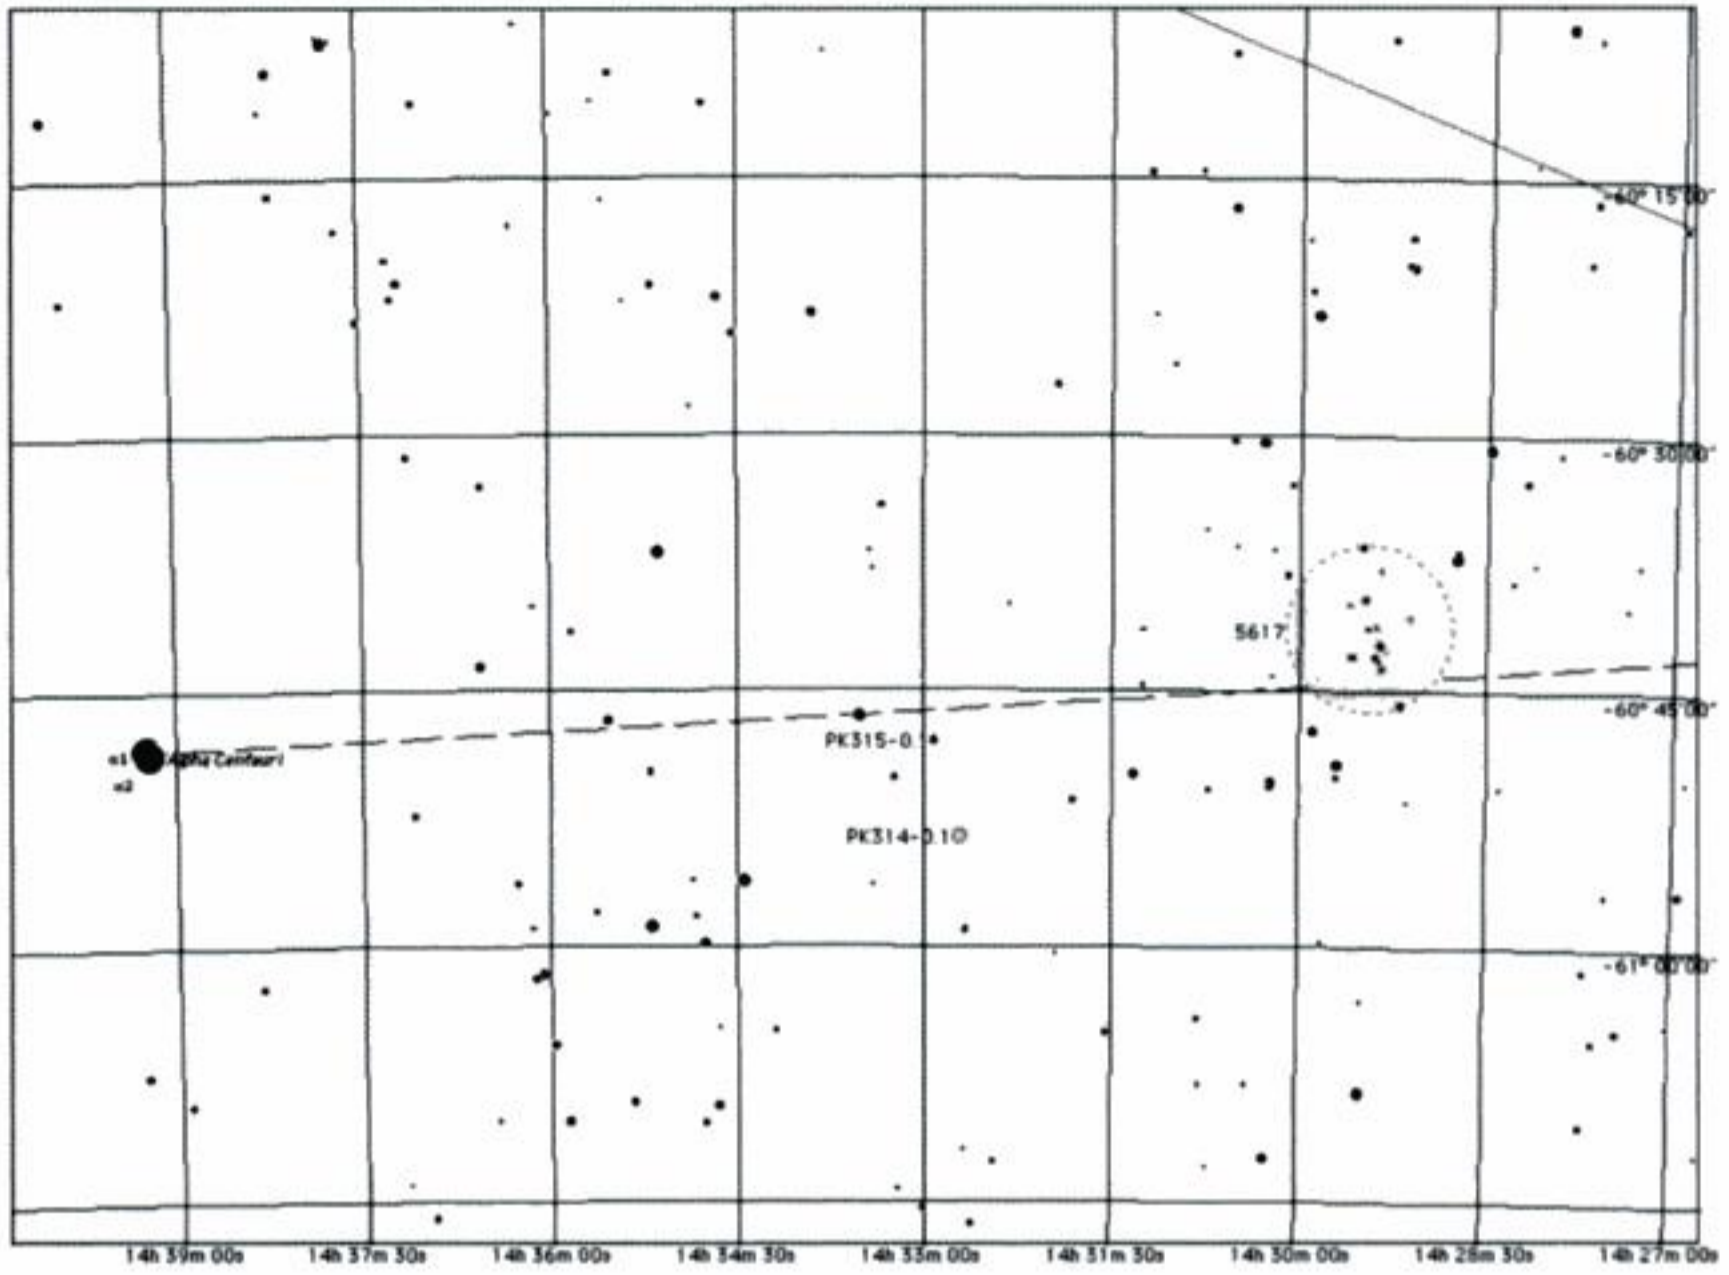 -60° 15'00"
-60° 30'00"
5617
-60° 45'00"
α1 Alpha Centauri
α2
PK315-0.
PK314-0.1
-61° 00'00"
14h 39m 00s 14h 37m 30s 14h 36m 00s 14h 34m 30s 14h 33m 00s 14h 31m 30s 14h 30m 00s 14h 28m 30s 14h 27m 00s